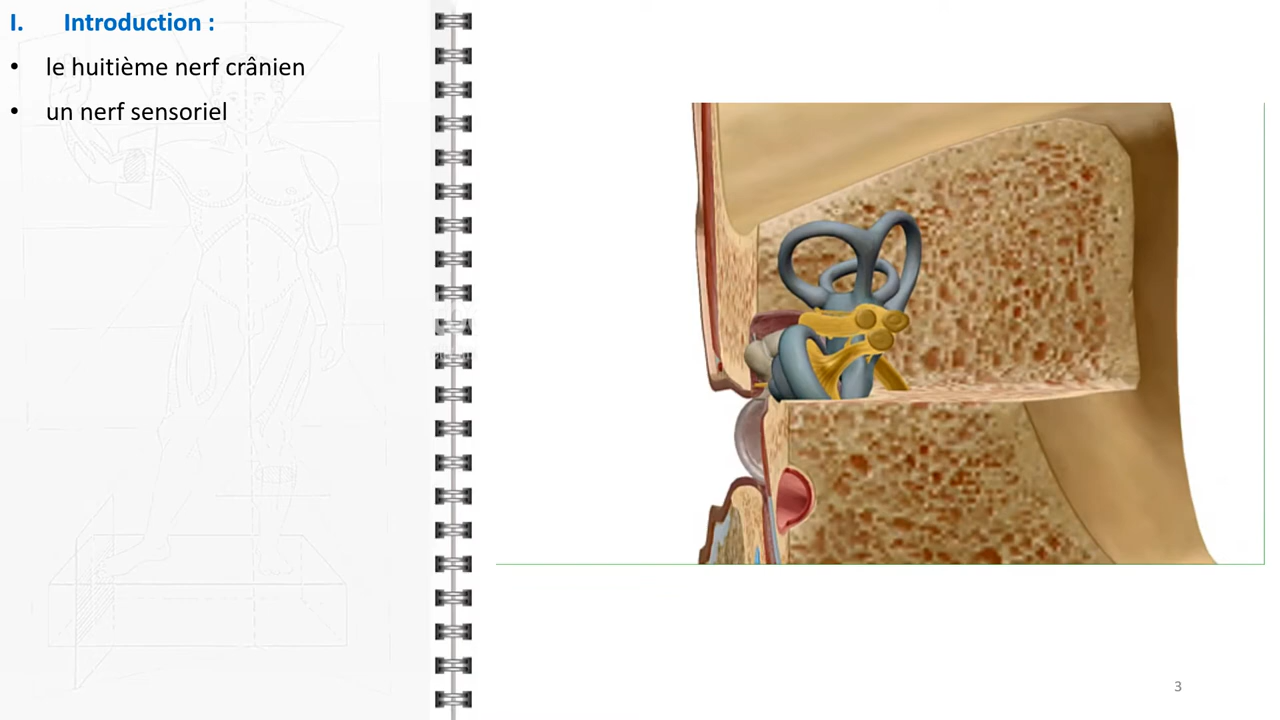 I. Introduction :
• le huitième nerf crânien
• un nerf sensoriel
3